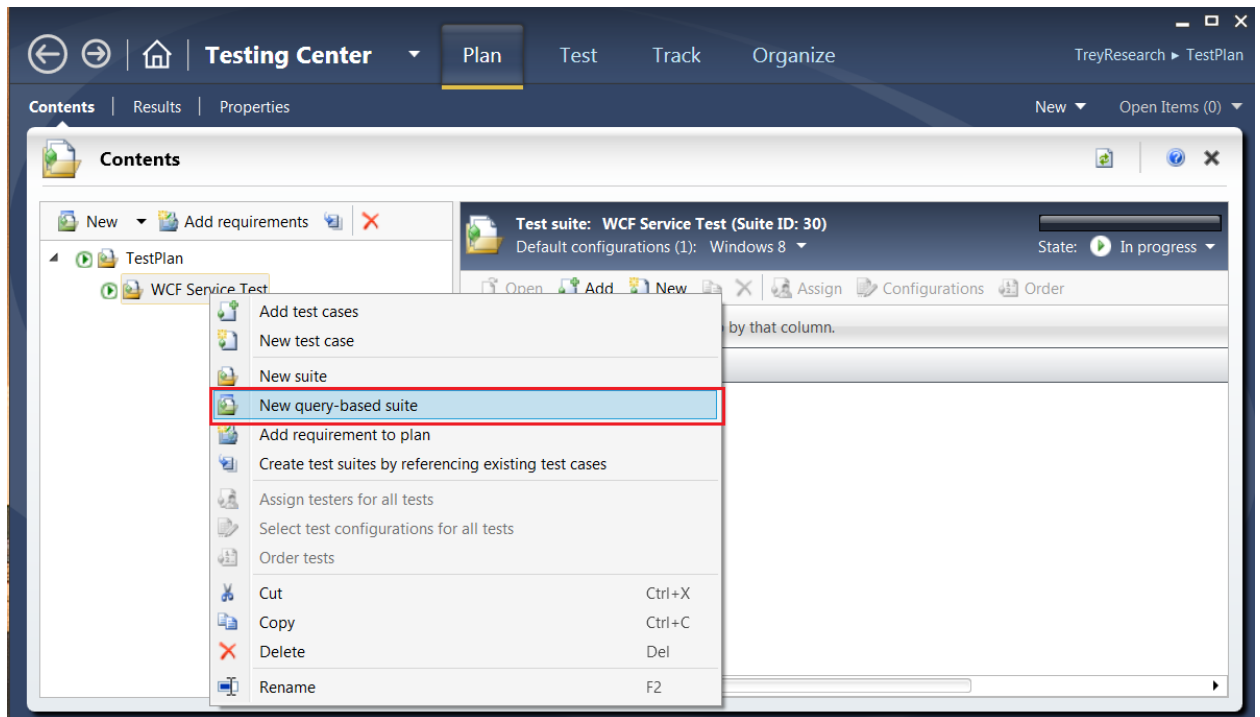 Testing Center Plan Test Track Organize TreyResearch ▸ TestPlan
Contents | Results | Properties New Open Items (0)
Contents
New Add requirements
TestPlan
WCF Service Test
Test suite: WCF Service Test (Suite ID: 30)
Default configurations (1): Windows 8 State: In progress
Open Add New Assign Configurations Order
by that column.
Add test cases
New test case
New suite
New query-based suite
Add requirement to plan
Create test suites by referencing existing test cases
Assign testers for all tests
Select test configurations for all tests
Order tests
Cut Ctrl+X
Copy Ctrl+C
Delete Del
Rename F2